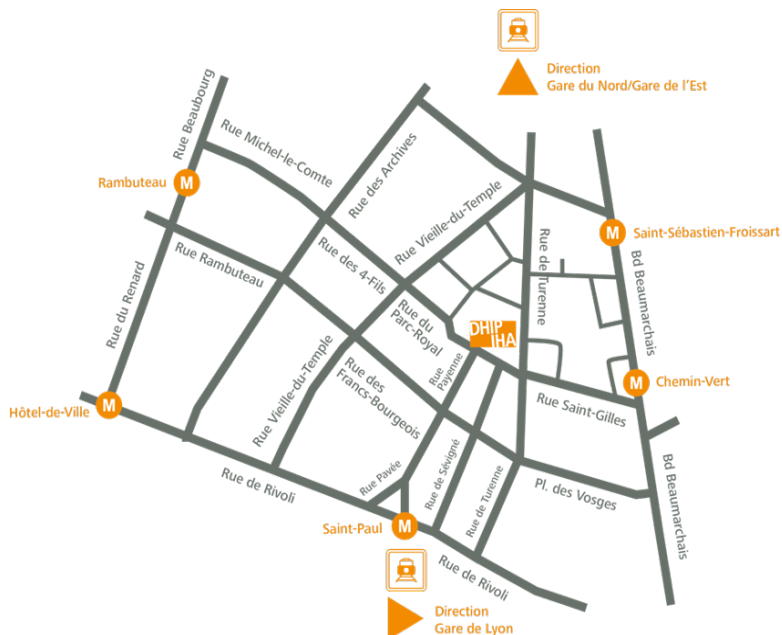 Direction
Gare du Nord/Gare de l'Est
Rue Beaubourg
Rue Michel-le-Comte
Rue des Archives
Rambuteau
M
Rue Vieille-du-Temple
M
Saint-Sébastien-Froissart
Rue Rambuteau
Rue des 4-Fils
Rue de Turenne
Bd Beaumarchais
Rue du Renard
Rue du
Parc-Royal
DHIP
IHA
Rue Vieille-du-Temple
Rue des
Francs-Bourgeois
Rue
Payenne
M
Chemin-Vert
Hôtel-de-Ville
M
Rue Saint-Gilles
Rue de Rivoli
Rue Pavée
Rue de Sévigné
Rue de Turenne
Pl. des Vosges
Bd Beaumarchais
Saint-Paul
M
Rue de Rivoli
Direction
Gare de Lyon